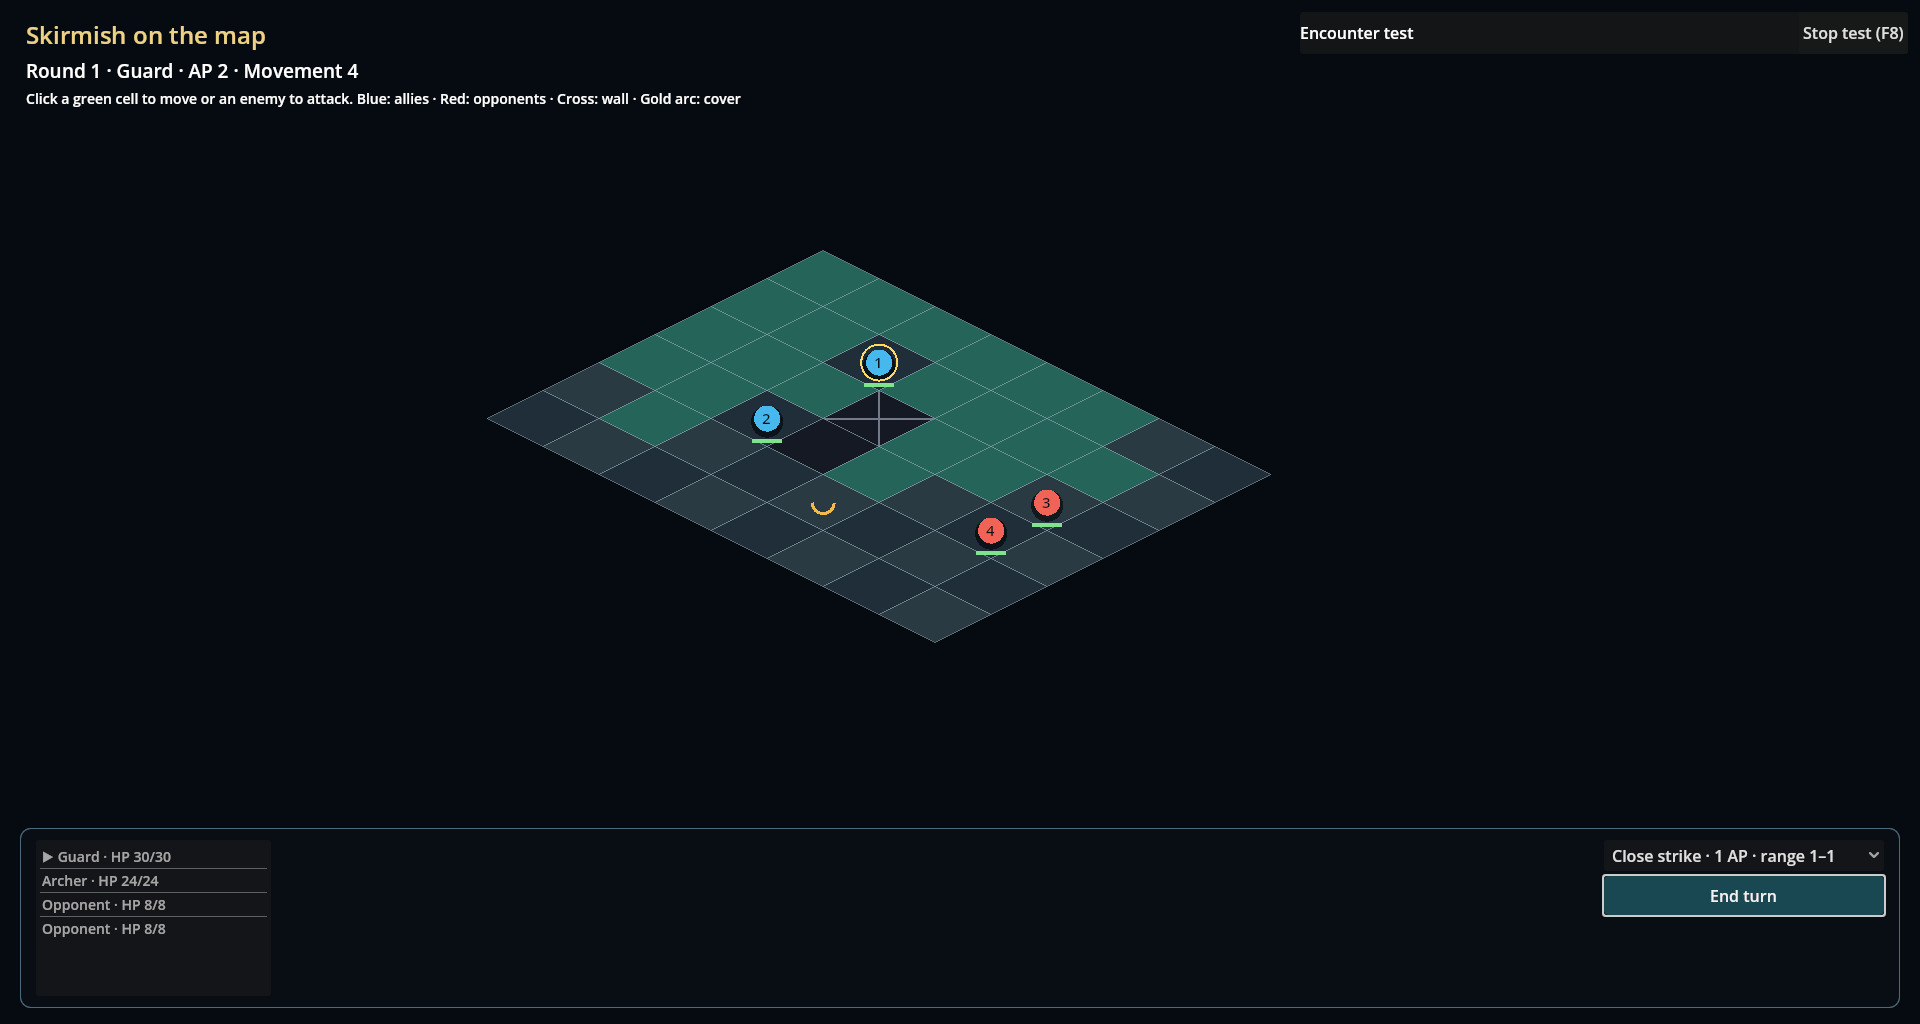 Skirmish on the map
Encounter test
Stop test (F8)
Round 1 · Guard · AP 2 · Movement 4
Click a green cell to move or an enemy to attack. Blue: allies · Red: opponents · Cross: wall · Gold arc: cover
1
2
3
4
▶ Guard · HP 30/30
Archer · HP 24/24
Opponent · HP 8/8
Opponent · HP 8/8
Close strike · 1 AP · range 1–1
End turn